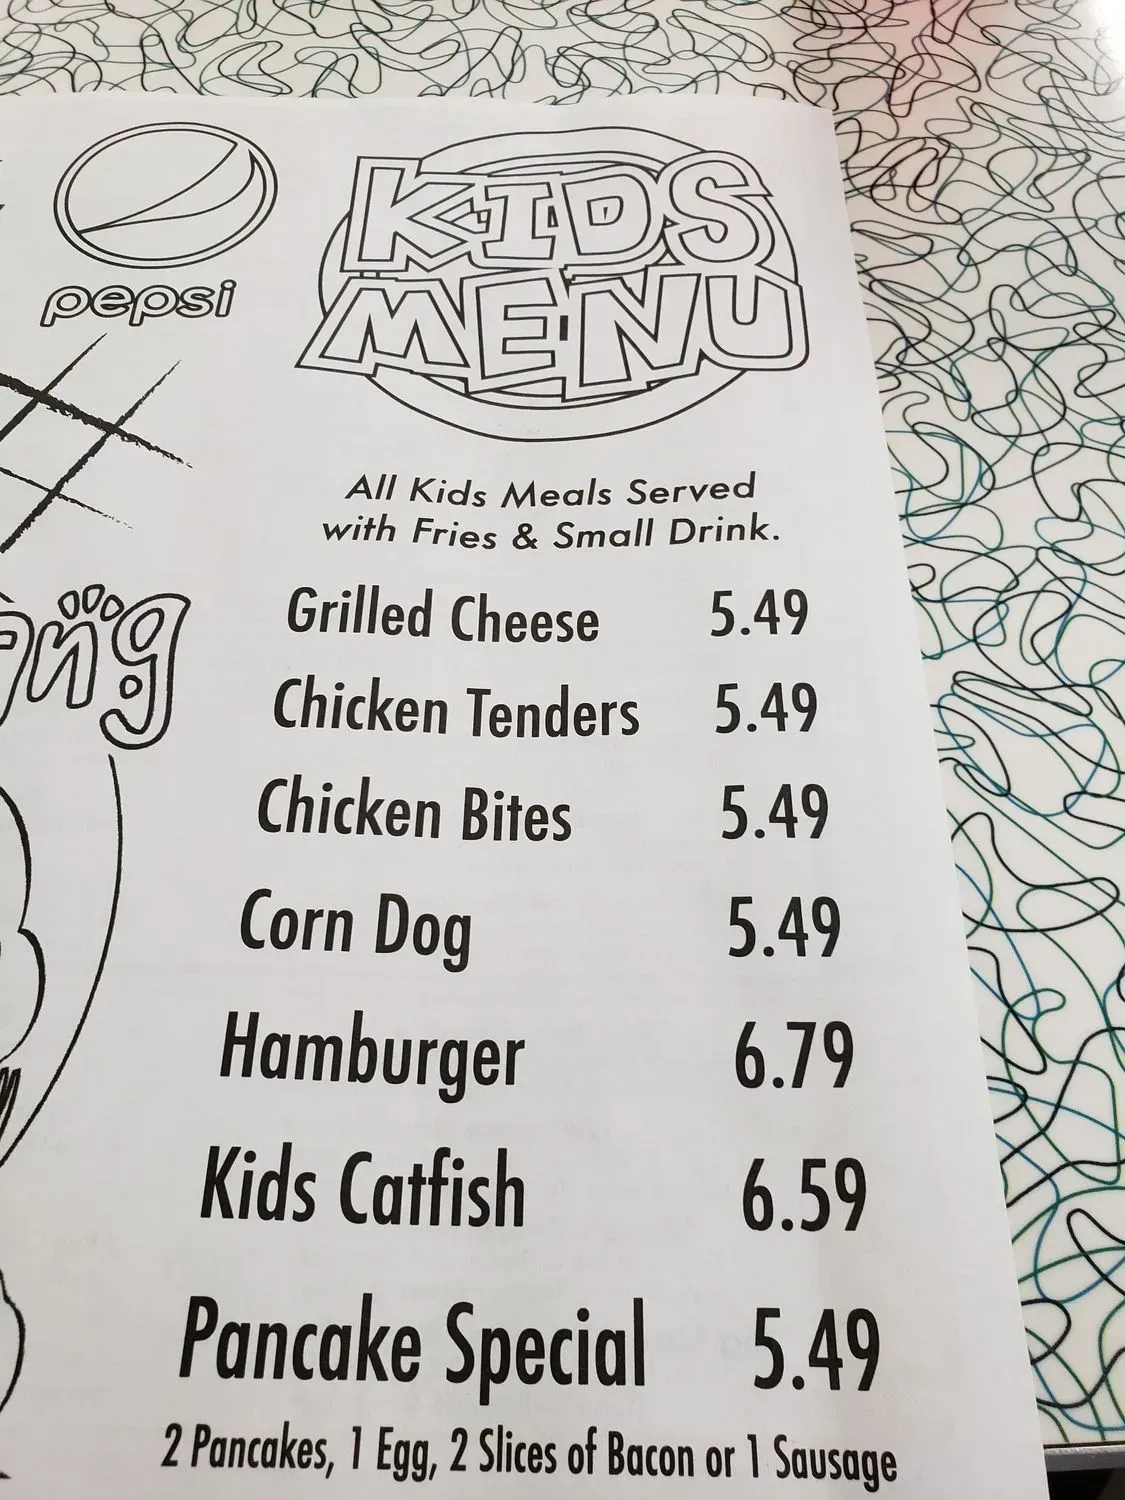 pepsi
KIDS
MENU
All Kids Meals Served
with Fries & Small Drink.
Grilled Cheese 5.49
Chicken Tenders 5.49
Chicken Bites 5.49
Corn Dog 5.49
Hamburger 6.79
Kids Catfish 6.59
Pancake Special 5.49
2 Pancakes, 1 Egg, 2 Slices of Bacon or 1 Sausage